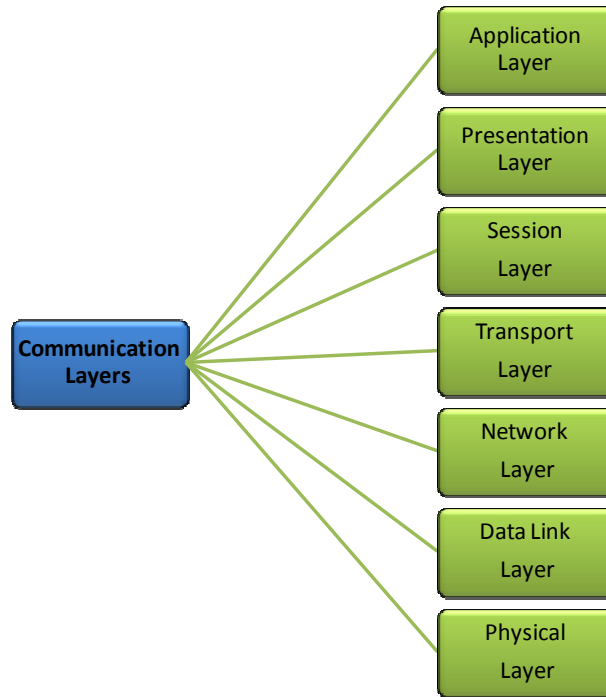 Application
Layer
Presentation
Layer
Session
Layer
Communication
Layers
Transport
Layer
Network
Layer
Data Link
Layer
Physical
Layer